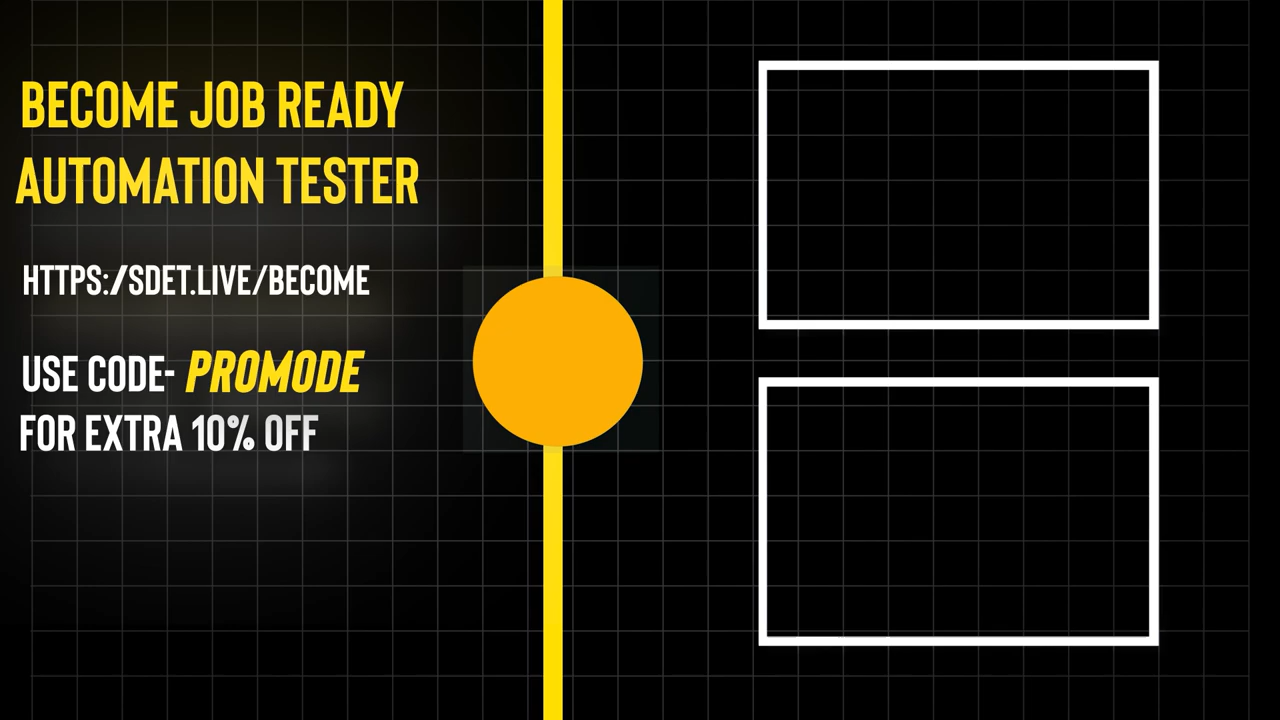 BECOME JOB READY
AUTOMATION TESTER
HTTPS://SDET.LIVE/BECOME
USE CODE- PROMODE
FOR EXTRA 10% OFF